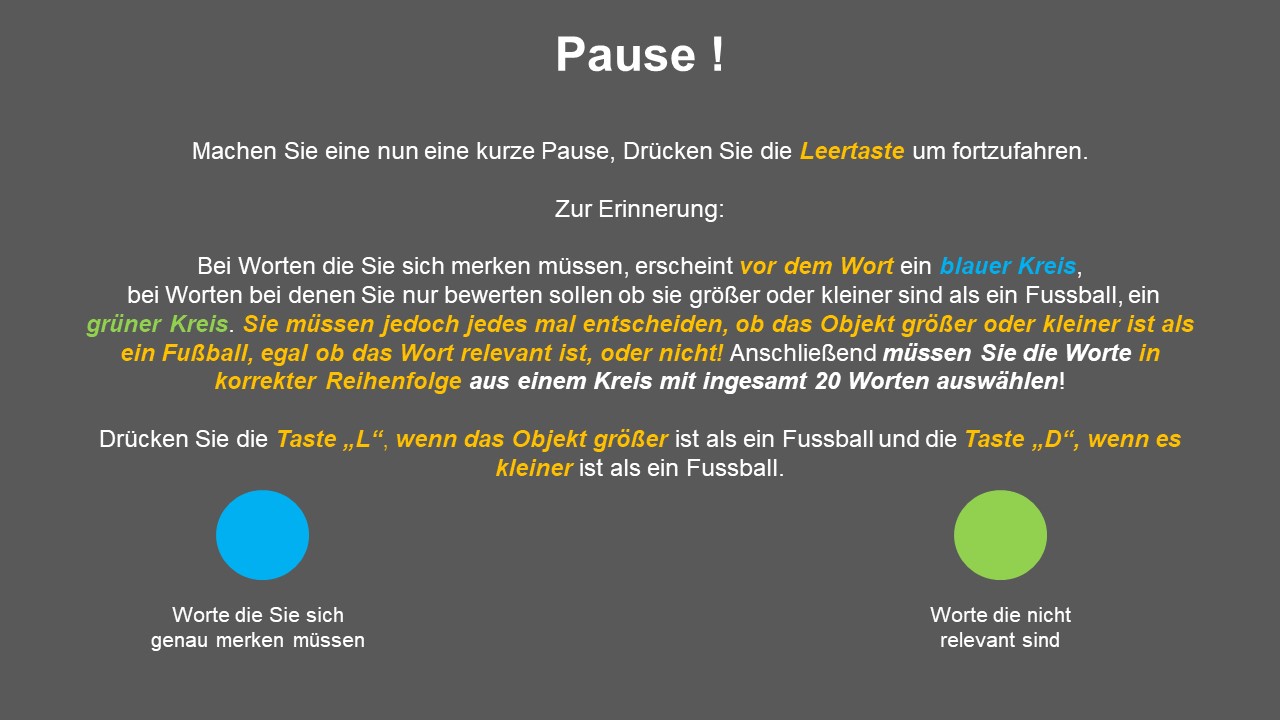 Pause !
Machen Sie eine nun eine kurze Pause, Drücken Sie die Leertaste um fortzufahren.
Zur Erinnerung:
Bei Worten die Sie sich merken müssen, erscheint vor dem Wort ein blauer Kreis,
bei Worten bei denen Sie nur bewerten sollen ob sie größer oder kleiner sind als ein Fussball, ein
grüner Kreis. Sie müssen jedoch jedes mal entscheiden, ob das Objekt größer oder kleiner ist als
ein Fußball, egal ob das Wort relevant ist, oder nicht! Anschließend müssen Sie die Worte in
korrekter Reihenfolge aus einem Kreis mit ingesamt 20 Worten auswählen!
Drücken Sie die Taste „L“, wenn das Objekt größer ist als ein Fussball und die Taste „D“, wenn es
kleiner ist als ein Fussball.
Worte die Sie sich
genau merken müssen
Worte die nicht
relevant sind